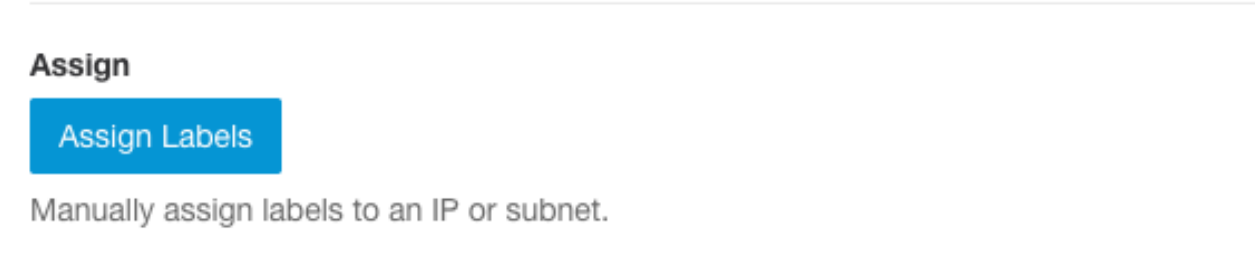 Assign
Assign Labels
Manually assign labels to an IP or subnet.